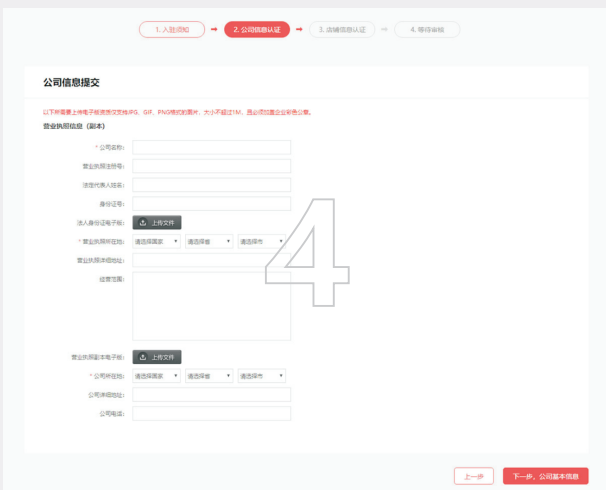 1. 入驻须知 → 2. 公司信息认证 → 3. 店铺信息认证 → 4. 等待审核
公司信息提交
以下所需要上传电子版资质仅支持JPG、GIF、PNG格式的图片，大小不超过1M，且必须加盖企业彩色公章。
营业执照信息（副本）
* 公司名称：
营业执照注册号：
法定代表人姓名：
身份证号：
法人身份证电子版： 上传文件
* 营业执照所在地： 请选择国家 请选择省 请选择市
营业执照详细地址：
经营范围：
4
营业执照副本电子版： 上传文件
* 公司所在地： 请选择国家 请选择省 请选择市
公司详细地址：
公司电话：
上一步 下一步，公司基本信息